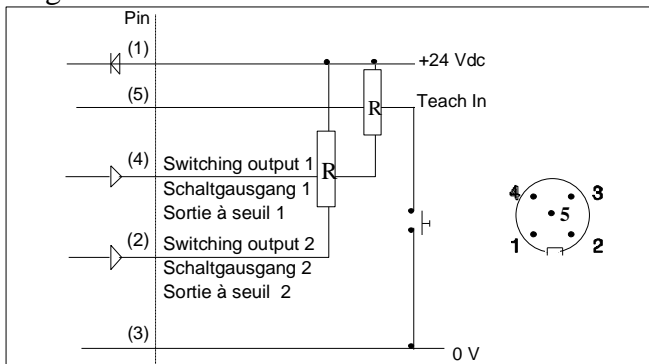 Pin
(1)
+24 Vdc
(5)
Teach In
R
(4)
Switching output 1
R
Schaltgausgang 1
Sortie à seuil 1
(2)
Switching output 2
Schaltgausgang 2
Sortie à seuil 2
4
3
5
1
2
(3)
0 V